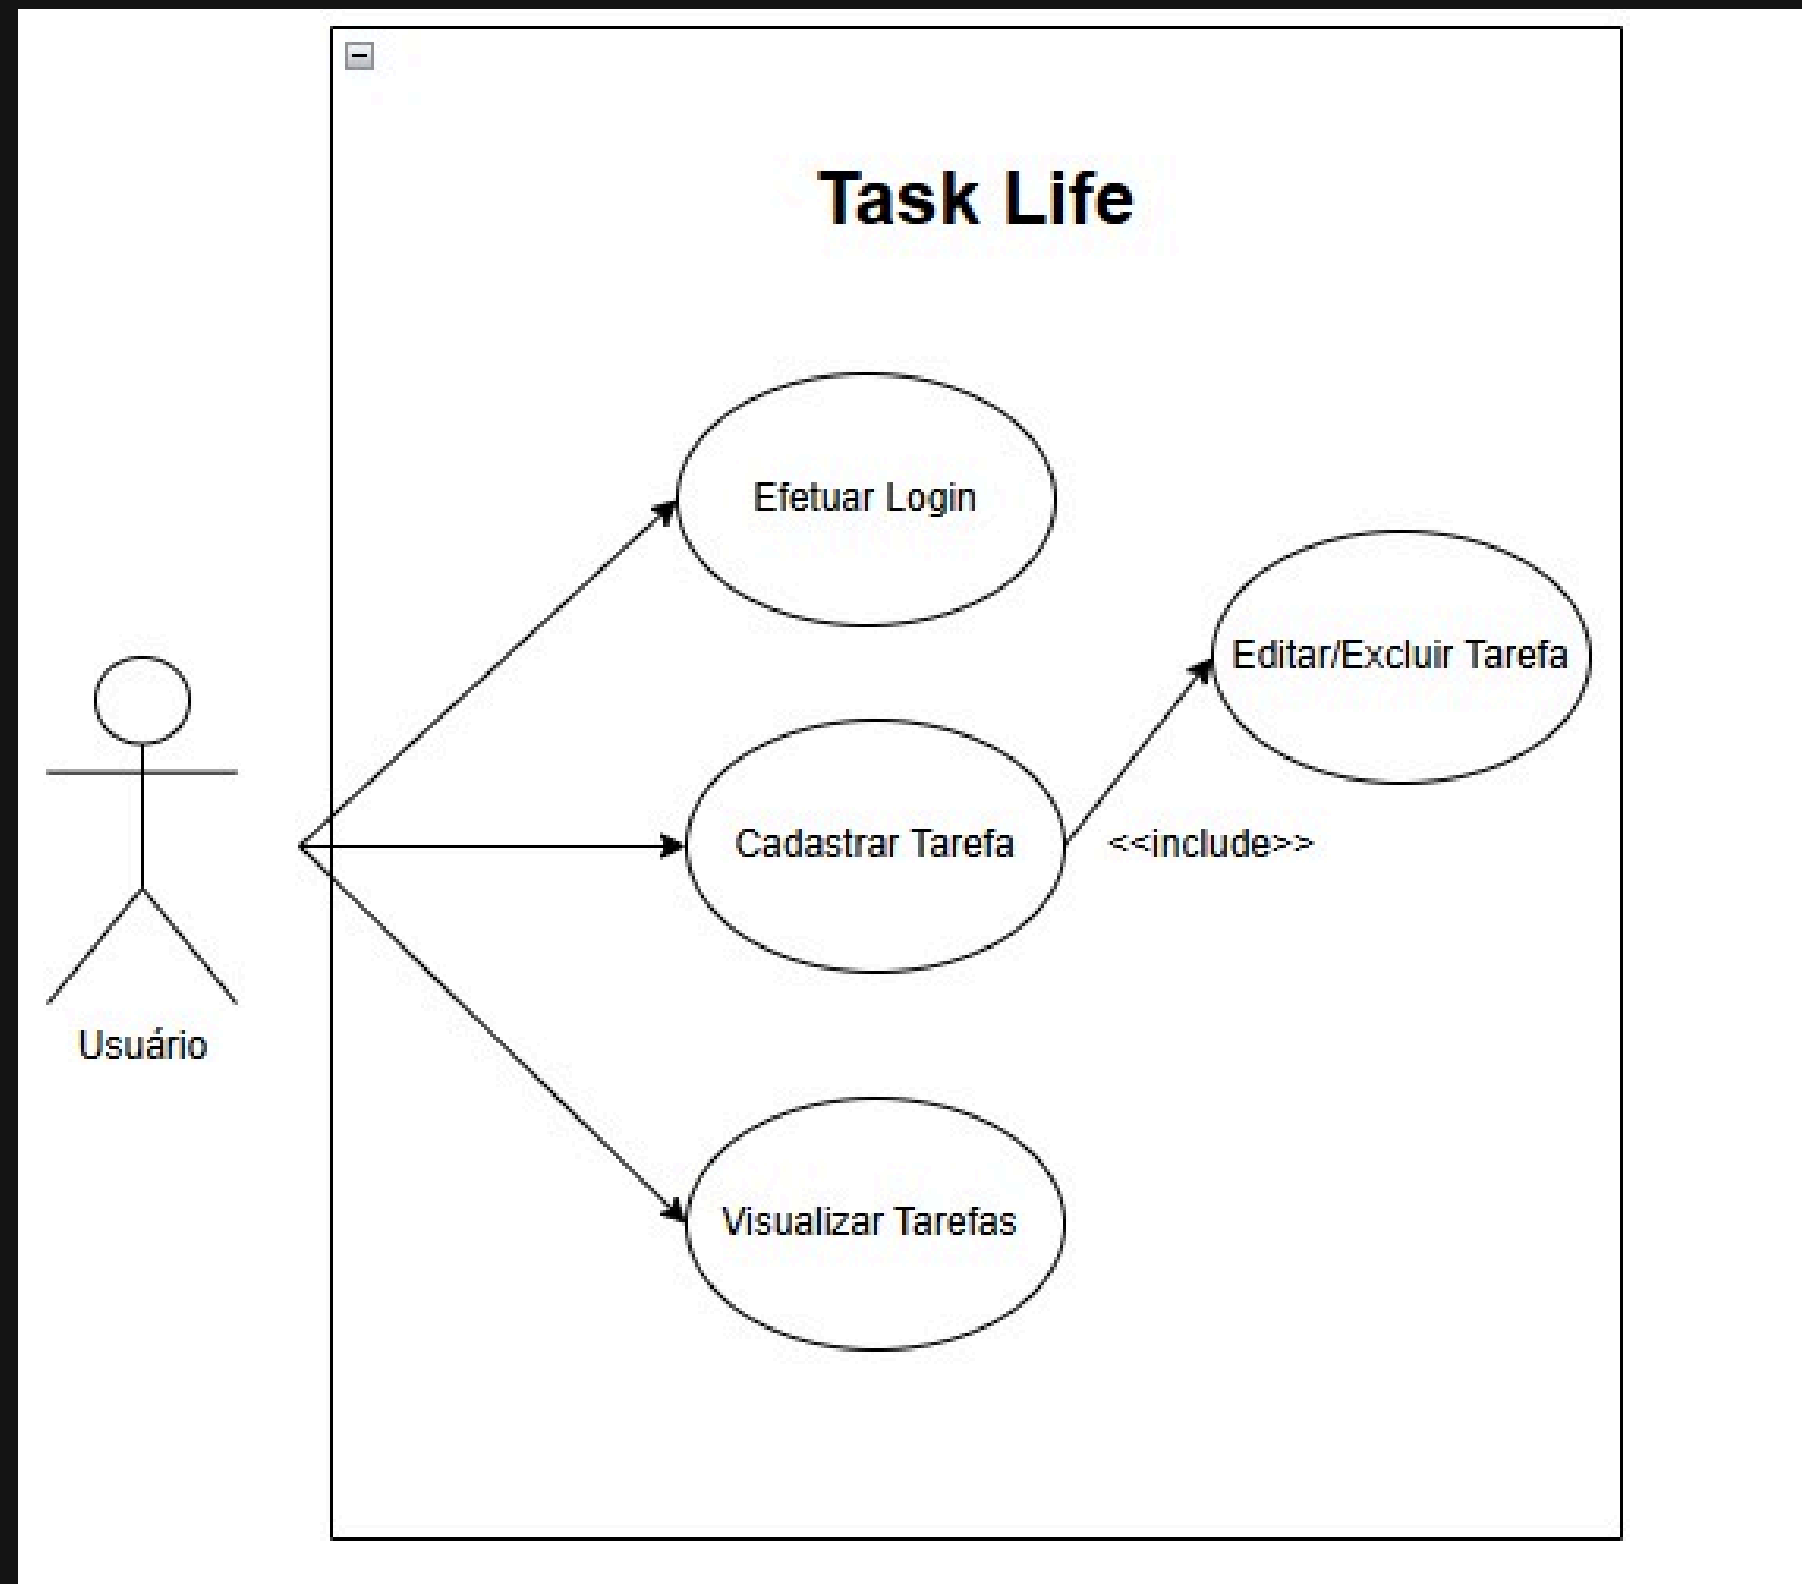 Task Life
Efetuar Login
Editar/Excluir Tarefa
Cadastrar Tarefa
<<include>>
Usuário
Visualizar Tarefas